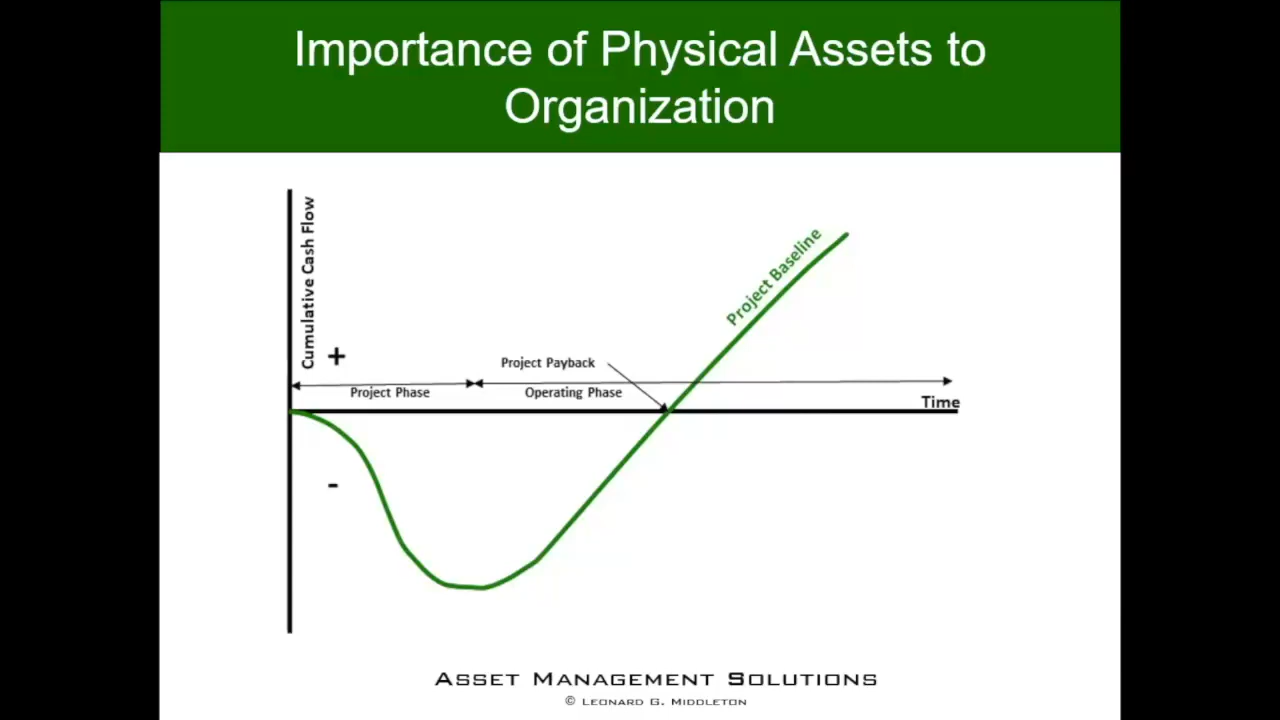 Importance of Physical Assets to
Organization
Cumulative Cash Flow
+
Project Baseline
Project Payback
Project Phase
Operating Phase
Time
-
Asset Management Solutions
© Leonard G. Middleton